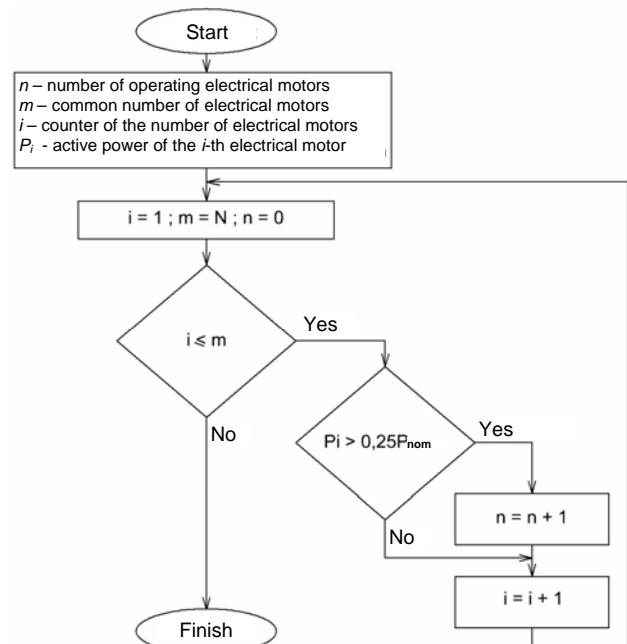 Start
n – number of operating electrical motors
m – common number of electrical motors
i – counter of the number of electrical motors
Pi - active power of the i-th electrical motor
i = 1 ; m = N ; n = 0
i ≤ m
Yes
No
Pi > 0,25Pnom
Yes
No
n = n + 1
i = i + 1
Finish